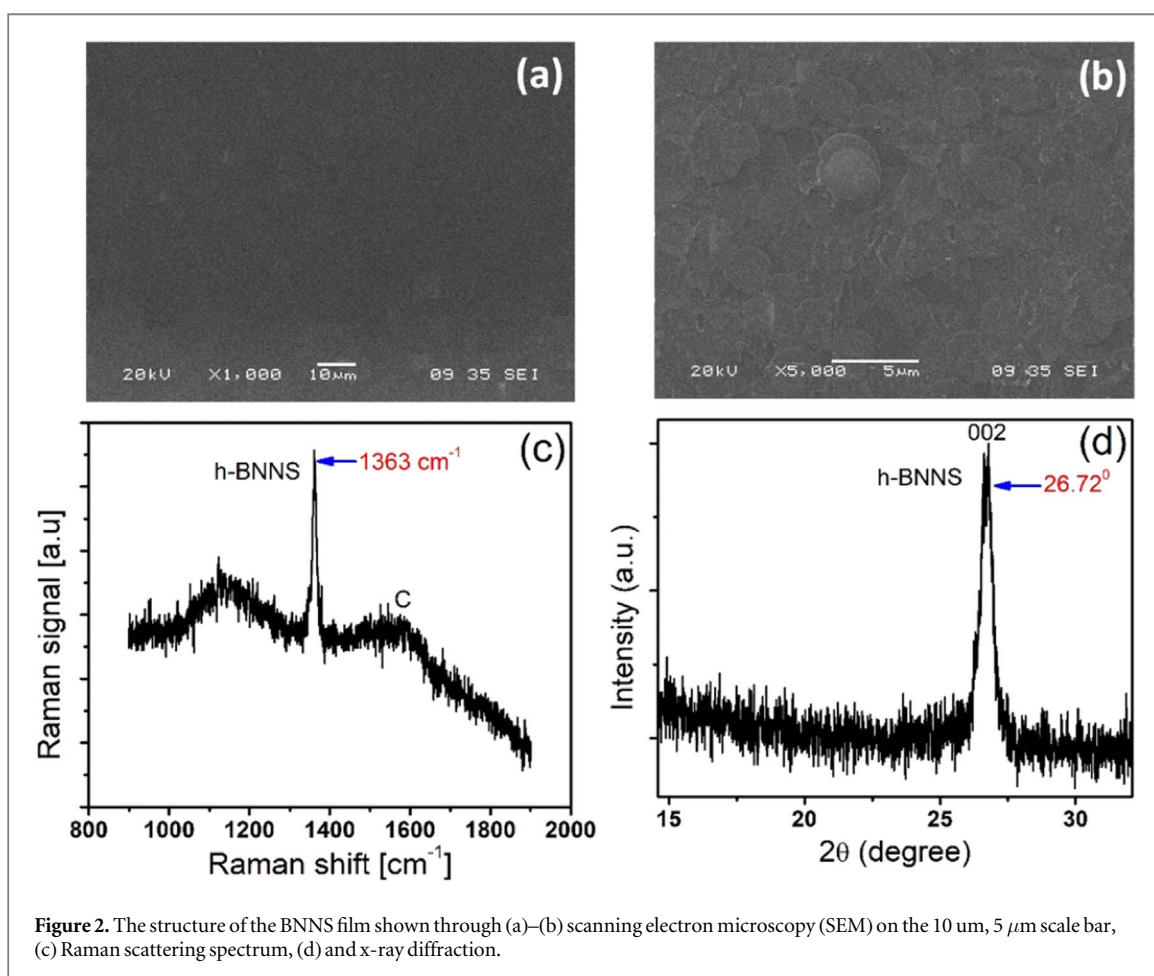 (a)
20kV X1,000 10μm 09 35 SEI
(b)
20kV X5,000 5μm 09 35 SEI
(c)
h-BNNS
1363 cm⁻¹
C
Raman signal [a.u]
800 1000 1200 1400 1600 1800 2000
Raman shift [cm⁻¹]
(d)
002
h-BNNS
26.72⁰
Intensity (a.u.)
15 20 25 30
2θ (degree)
Figure 2. The structure of the BNNS film shown through (a)–(b) scanning electron microscopy (SEM) on the 10 um, 5 μm scale bar,
(c) Raman scattering spectrum, (d) and x-ray diffraction.